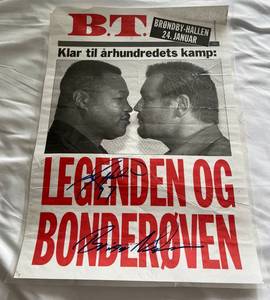 B.T.
BRØNDBY-HALLEN
24. JANUAR
Klar til århundredets kamp:
LEGENDEN OG
BONDERØVEN